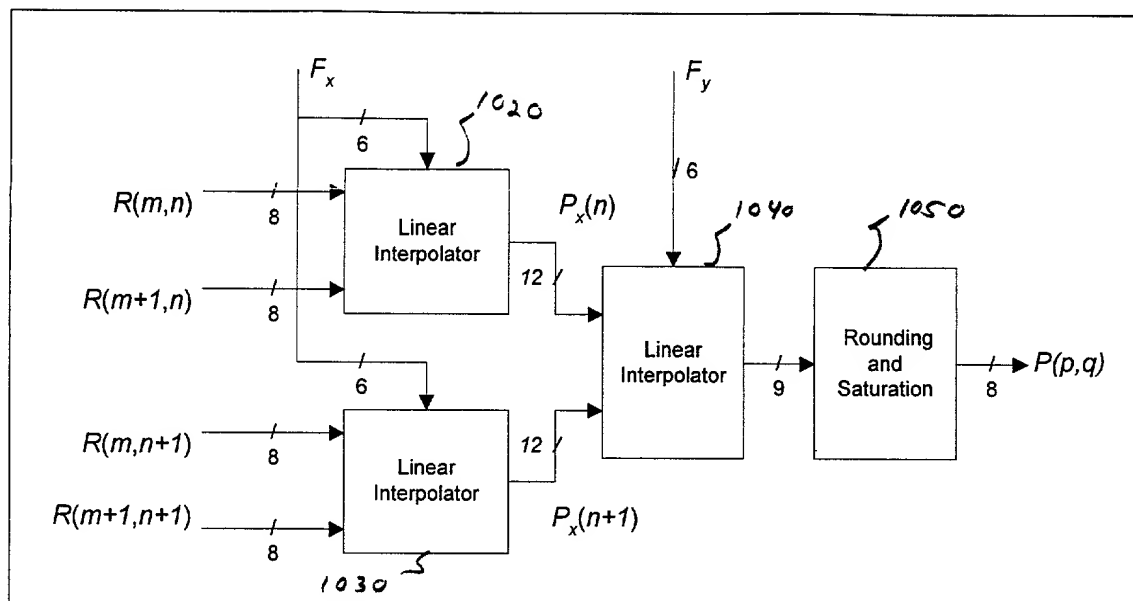 F_x
F_y
1020
6
6
R(m,n)
8
Linear
Interpolator
P_x(n)
1040
1050
R(m+1,n)
8
12
Linear
Interpolator
Rounding
and
Saturation
9
8
P(p,q)
6
R(m,n+1)
8
Linear
Interpolator
12
R(m+1,n+1)
8
P_x(n+1)
1030